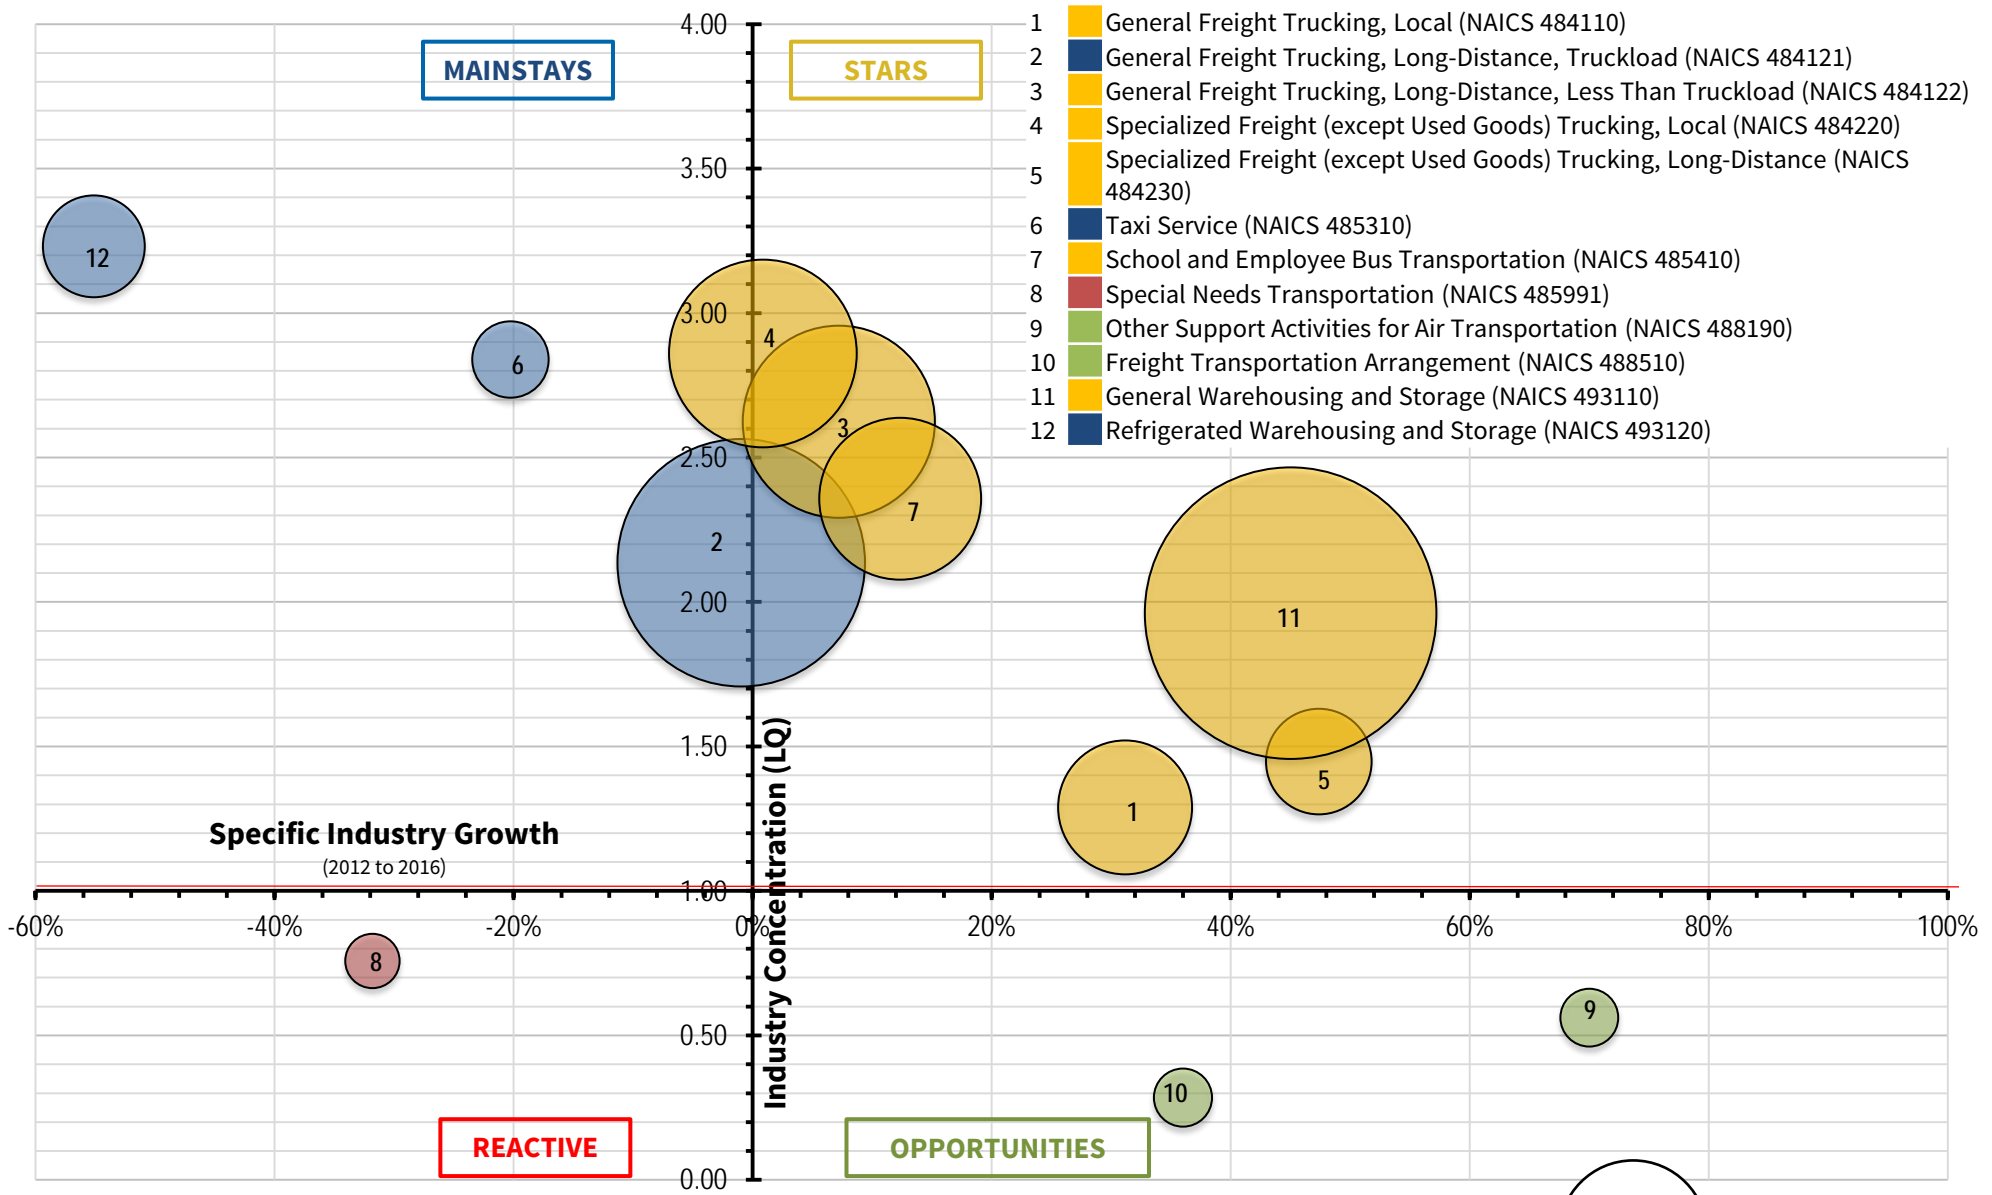 4.00
MAINSTAYS
STARS
1 General Freight Trucking, Local (NAICS 484110)
2 General Freight Trucking, Long-Distance, Truckload (NAICS 484121)
3 General Freight Trucking, Long-Distance, Less Than Truckload (NAICS 484122)
4 Specialized Freight (except Used Goods) Trucking, Local (NAICS 484220)
5 Specialized Freight (except Used Goods) Trucking, Long-Distance (NAICS
484230)
6 Taxi Service (NAICS 485310)
7 School and Employee Bus Transportation (NAICS 485410)
8 Special Needs Transportation (NAICS 485991)
9 Other Support Activities for Air Transportation (NAICS 488190)
10 Freight Transportation Arrangement (NAICS 488510)
11 General Warehousing and Storage (NAICS 493110)
12 Refrigerated Warehousing and Storage (NAICS 493120)
3.50
12
3.00
4
6
3
2.50
7
2
2.00
11
1.50
5
1
Industry Concentration (LQ)
Specific Industry Growth
(2012 to 2016)
1.00
-60% -40% -20% 0% 20% 40% 60% 80% 100%
8
9
0.50
10
REACTIVE
OPPORTUNITIES
0.00